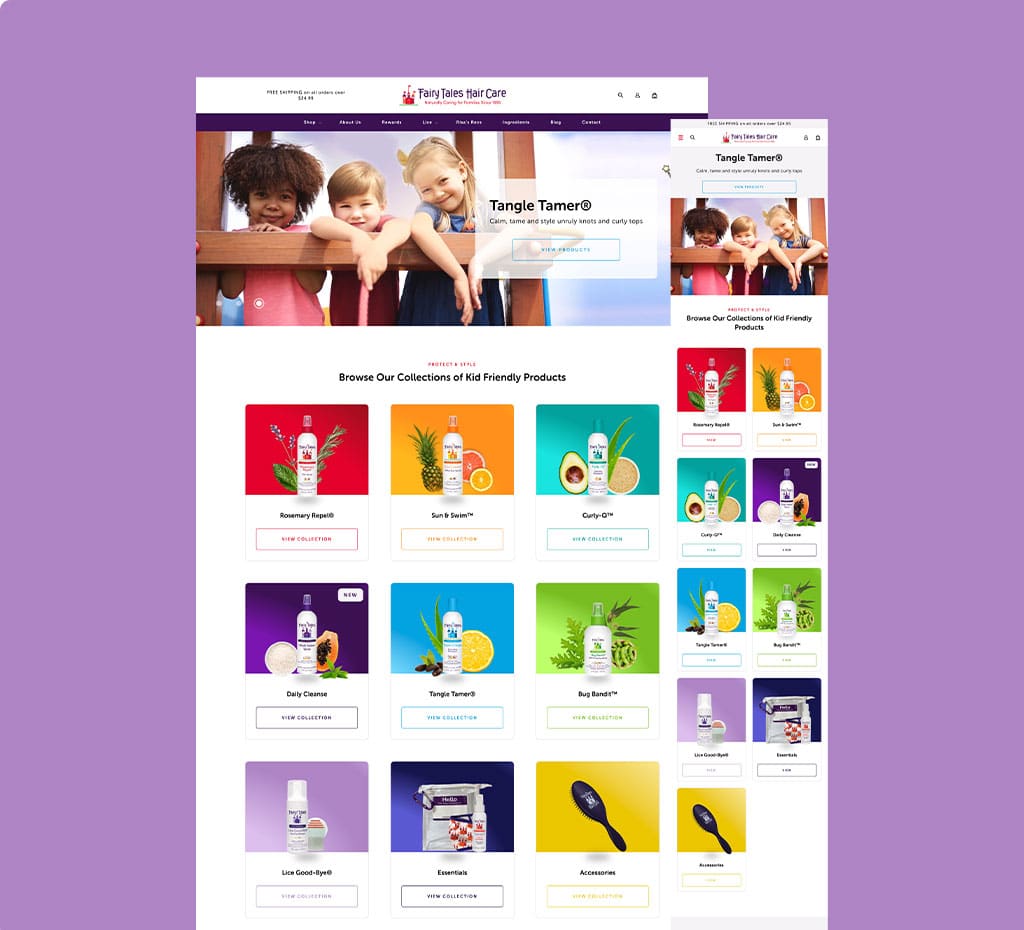 FREE SHIPPING on all orders over
$24.95
Fairy Tales Hair Care
Naturally Caring for Families Since 1999
Shop
About Us
Rewards
Lice
Risa's Revs
Ingredients
Blog
Contact
Tangle Tamer®
Calm, tame and style unruly knots and curly tops
VIEW PRODUCTS
PROTECT & STYLE
Browse Our Collections of Kid Friendly Products
Rosemary Repel®
VIEW COLLECTION
Sun & Swim™
VIEW COLLECTION
Curly-Q™
VIEW COLLECTION
NEW
Daily Cleanse
VIEW COLLECTION
Tangle Tamer®
VIEW COLLECTION
Bug Bandit™
VIEW COLLECTION
Lice Good-Bye®
VIEW COLLECTION
Hello
Essentials
VIEW COLLECTION
Accessories
VIEW COLLECTION
FREE SHIPPING on all orders over $24.95
Fairy Tales Hair Care
Tangle Tamer®
Calm, tame and style unruly knots and curly tops
VIEW PRODUCTS
PROTECT & STYLE
Browse Our Collections of Kid Friendly
Products
Rosemary Repel®
VIEW
Sun & Swim™
VIEW
Curly-Q™
VIEW
NEW
Daily Cleanse
VIEW
Tangle Tamer®
VIEW
Bug Bandit™
VIEW
Lice Good-Bye®
VIEW
Hello
Essentials
VIEW
Accessories
VIEW